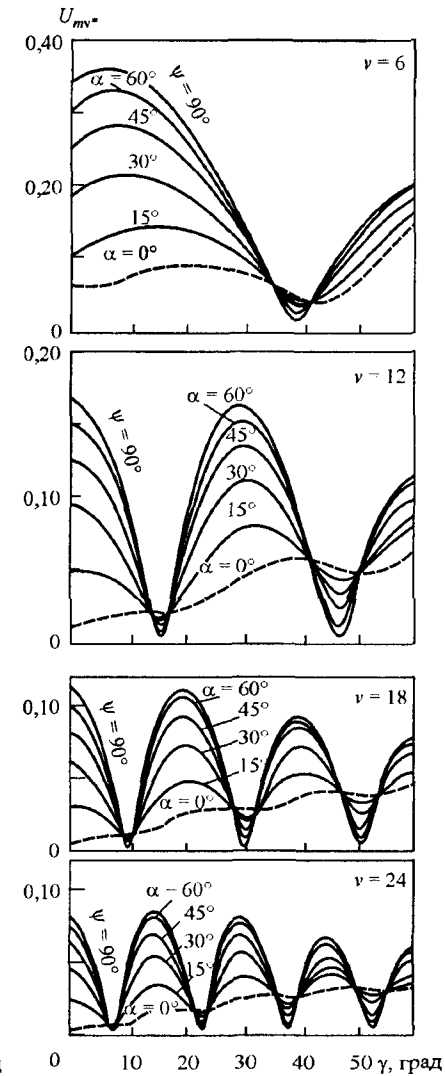 U_mν*
0,40
ν = 6
α = 60°
ψ = 90°
45°
30°
0,20
15°
α = 0°
0
0,20
ν = 12
α = 60°
ψ = 90°
45°
30°
0,10
15°
α = 0°
0
0,10
α = 60°
ν = 18
45°
ψ = 90°
30°
15°
α = 0°
0
0,10
α = 60°
ν = 24
45°
ψ = 90°
30°
15°
α = 0°
0 10 20 30 40 50 γ, град